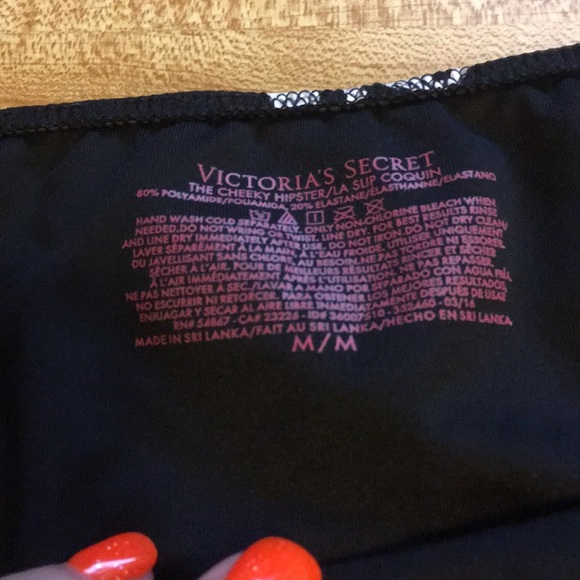 VICTORIA'S SECRET
THE CHEEKY HIPSTER/LA SLIP COQUIN
80% POLYAMIDE/POLIAMIDA, 20% ELASTANE/ELASTHANNE/ELASTANO
HAND WASH COLD SEPARATELY. ONLY NON-CHLORINE BLEACH WHEN
NEEDED. DO NOT WRING OR TWIST. LINE DRY. FOR BEST RESULTS RINSE
AND LINE DRY IMMEDIATELY AFTER USE. DO NOT IRON. DO NOT DRY CLEAN/
LAVER SÉPARÉMENT À LA MAIN À L'EAU FROIDE. UTILISER UNIQUEMENT
DU JAVELLISANT SANS CHLORE AU BESOIN. NE PAS TORDRE NI ESSORER.
SÉCHER À L'AIR. POUR DE MEILLEURS RÉSULTATS, RINCER ET SÉCHER
À L'AIR IMMÉDIATEMENT APRÈS USAGE. NE PAS REPASSER.
NE PAS NETTOYER À SEC/LAVAR A MANO POR SEPARADO CON AGUA FRÍA.
NO ESCURRIR NI RETORCER. PARA OBTENER LOS MEJORES RESULTADOS
ENJUAGAR Y SECAR AL AIRE LIBRE INMEDIATAMENTE DESPUÉS DE USAR
RN# 54867 - CA# 23226 - ID# 36007 03/16
MADE IN SRI LANKA/FAIT AU SRI LANKA/HECHO EN SRI LANKA
M/M